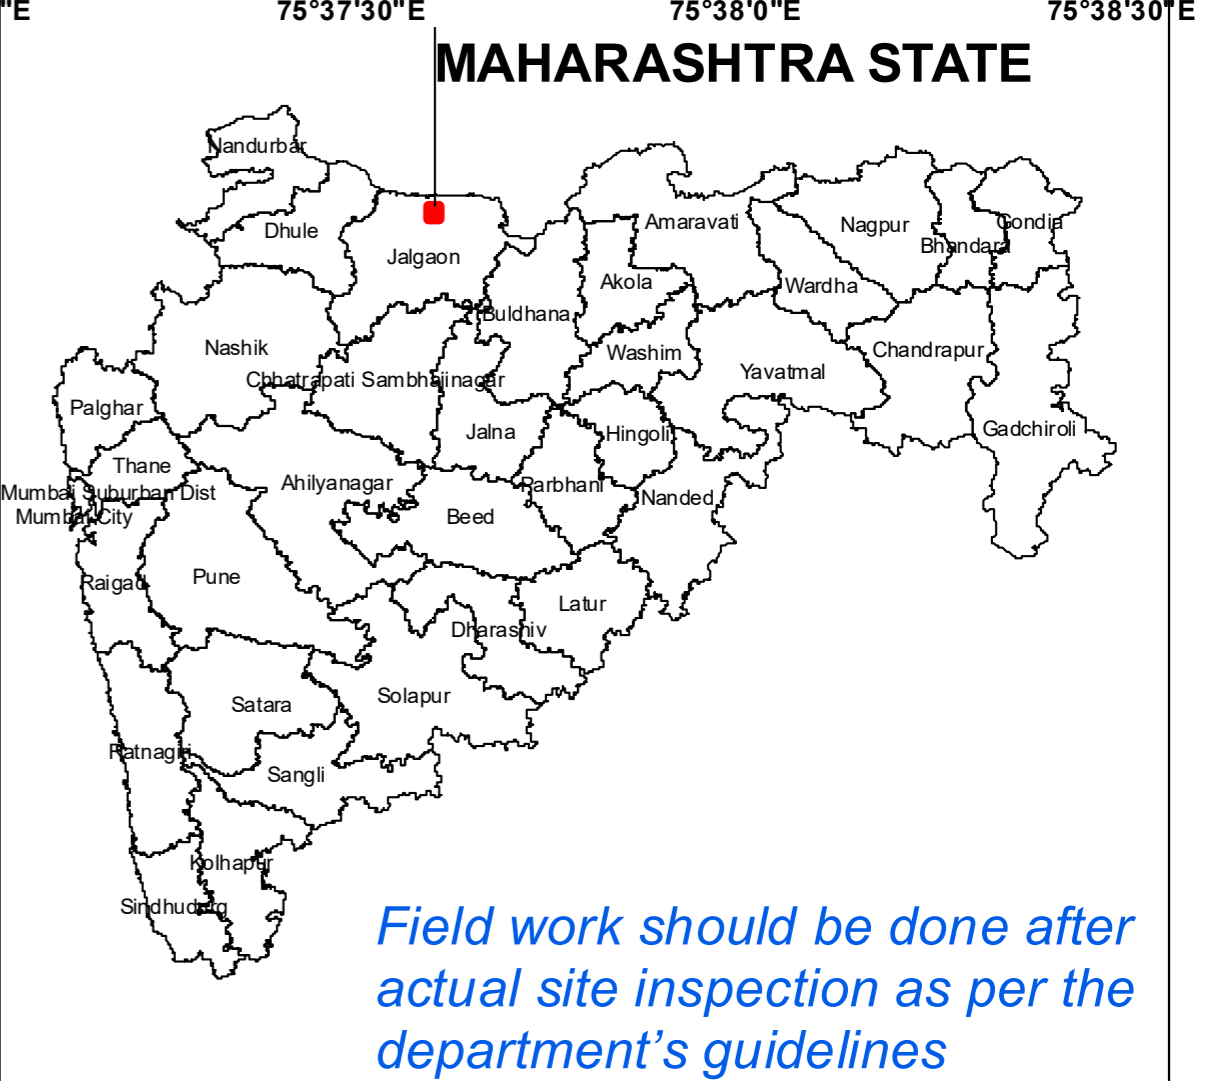 "E 75°37'30"E 75°38'0"E 75°38'30"E
MAHARASHTRA STATE
Nandurbar
Dhule
Jalgaon
Amaravati
Nagpur
Gondia
Bhandara
Akola
Wardha
Buldhana
Nashik
Washim
Chandrapur
Yavatmal
Chhatrapati Sambhajinagar
Palghar
Jalna
Hingoli
Gadchiroli
Thane
Ahilyanagar
Parbhani
Nanded
Mumbai Suburban Dist
Mumbai City
Beed
Raigad
Pune
Latur
Dharashiv
Solapur
Satara
Ratnagiri
Sangli
Kolhapur
Sindhudurg
Field work should be done after
actual site inspection as per the
department’s guidelines